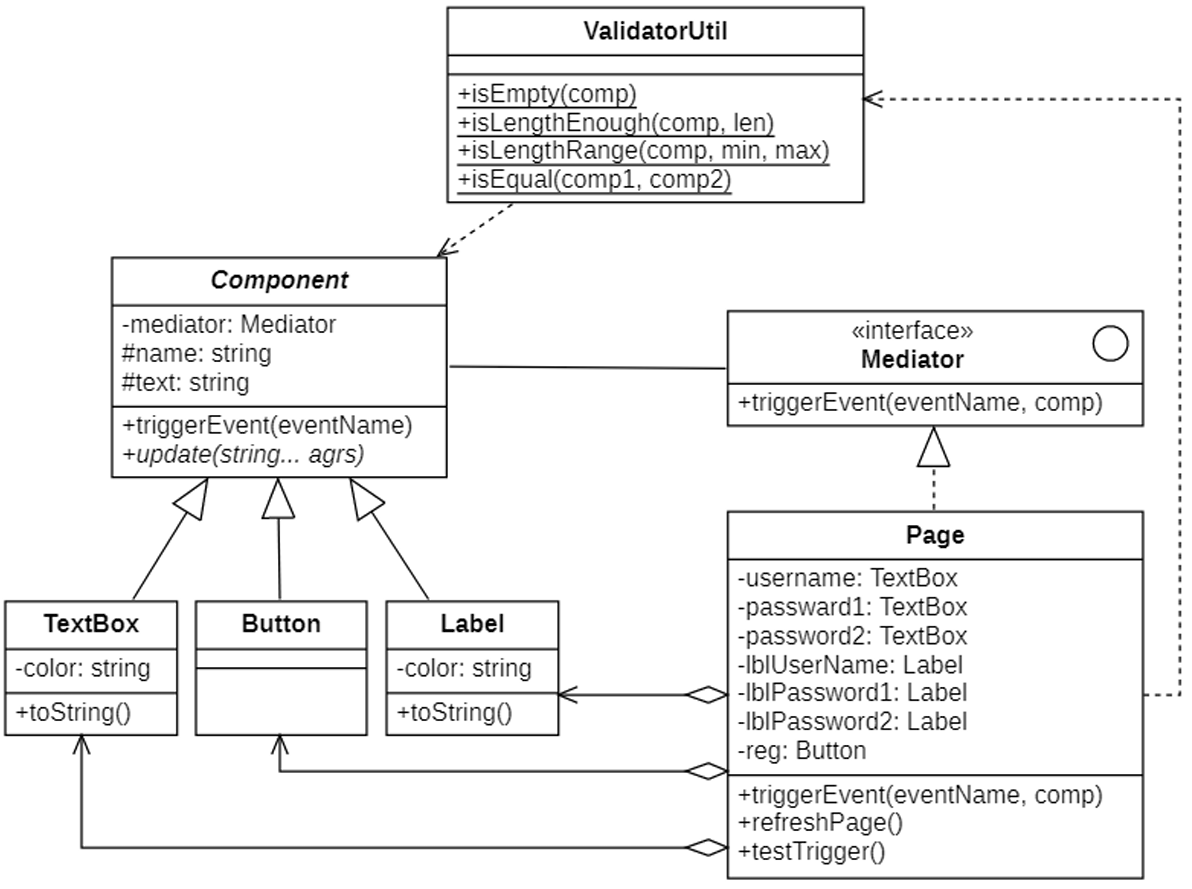 ValidatorUtil
+isEmpty(comp)
+isLengthEnough(comp, len)
+isLengthRange(comp, min, max)
+isEqual(comp1, comp2)
Component
-mediator: Mediator
#name: string
#text: string
+triggerEvent(eventName)
+update(string... agrs)
«interface»
Mediator
+triggerEvent(eventName, comp)
TextBox
-color: string
+toString()
Button
Label
-color: string
+toString()
Page
-username: TextBox
-passward1: TextBox
-password2: TextBox
-lblUserName: Label
-lblPassword1: Label
-lblPassword2: Label
-reg: Button
+triggerEvent(eventName, comp)
+refreshPage()
+testTrigger()